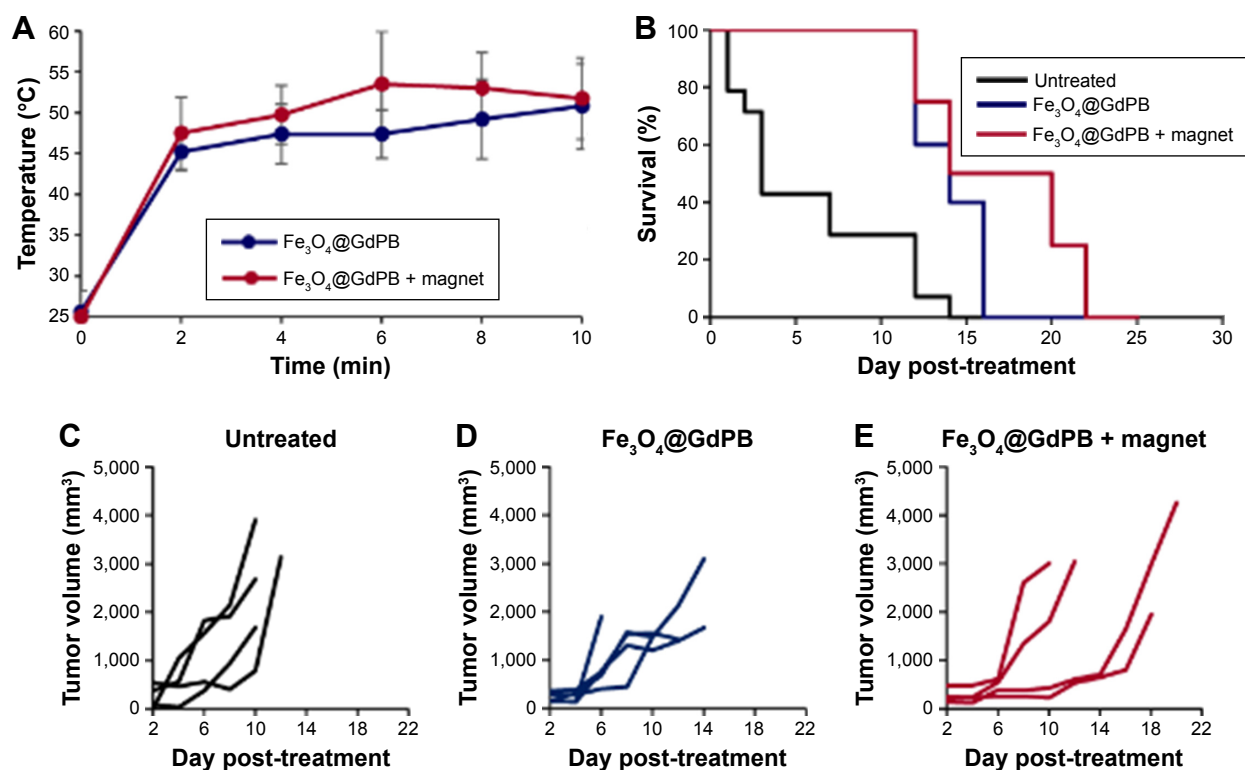 A
Temperature (°C)
60
55
50
45
40
35
30
25
0
2
4
6
8
10
Time (min)
Fe₃O₄@GdPB
Fe₃O₄@GdPB + magnet
B
Survival (%)
100
80
60
40
20
0
0
5
10
15
20
25
30
Day post-treatment
Untreated
Fe₃O₄@GdPB
Fe₃O₄@GdPB + magnet
C
Untreated
Tumor volume (mm³)
5,000
4,000
3,000
2,000
1,000
0
2
6
10
14
18
22
Day post-treatment
D
Fe₃O₄@GdPB
Tumor volume (mm³)
5,000
4,000
3,000
2,000
1,000
0
2
6
10
14
18
22
Day post-treatment
E
Fe₃O₄@GdPB + magnet
Tumor volume (mm³)
5,000
4,000
3,000
2,000
1,000
0
2
6
10
14
18
22
Day post-treatment